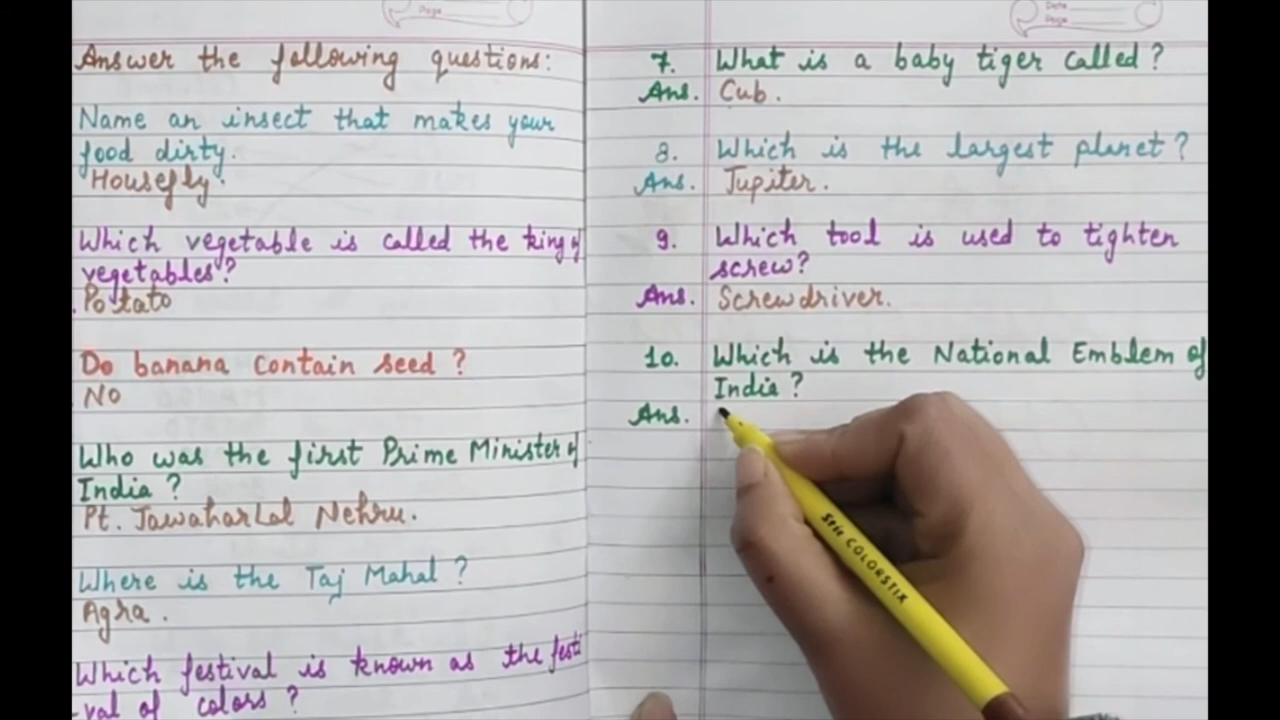 Page
Answer the following questions:
Name an insect that makes your
food dirty.
Housefly.
Which vegetable is called the king of
vegetables?
Potato
Do banana contain seed ?
No
Who was the first Prime Minister of
India ?
Pt. Jawaharlal Nehru.
Where is the Taj Mahal ?
Agra .
Which festival is known as the festi
-val of colors ?
Date
Page
7. What is a baby tiger called ?
Ans. Cub.
8. Which is the largest planet ?
Ans. Jupiter.
9. Which tool is used to tighten
screw?
Ans. Screwdriver.
10. Which is the National Emblem of
India ?
Ans.
Stic COLORSTIX